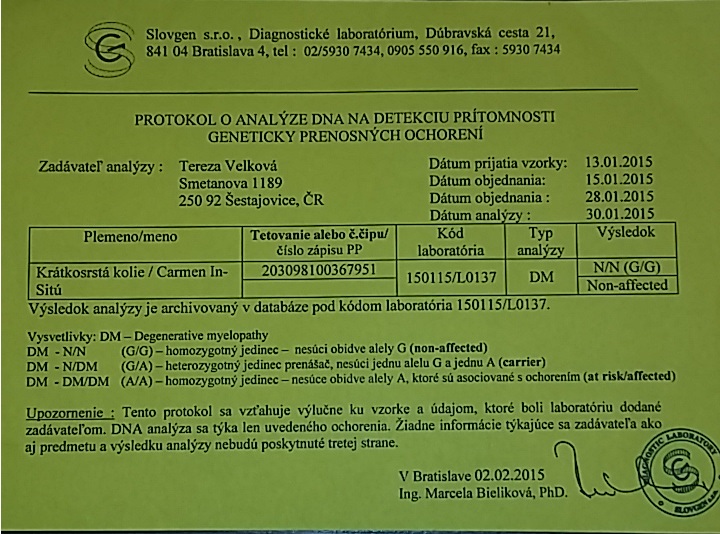 Slovgen s.r.o., Diagnostické laboratórium, Dúbravská cesta 21,
841 04 Bratislava 4, tel : 02/5930 7434, 0905 550 916, fax : 5930 7434
PROTOKOL O ANALÝZE DNA NA DETEKCIU PRÍTOMNOSTI
GENETICKY PRENOSNÝCH OCHORENÍ
Zadávateľ analýzy : Tereza Velková
Smetanova 1189
250 92 Šestajovice, ČR
Dátum prijatia vzorky: 13.01.2015
Dátum objednania: 15.01.2015
Dátum objednania : 28.01.2015
Dátum analýzy : 30.01.2015
Plemeno/meno
Tetovanie alebo č.čipu/
číslo zápisu PP
Kód
laboratória
Typ
analýzy
Výsledok
Krátkosrstá kolie / Carmen In-
Sitú
203098100367951
150115/L0137
DM
N/N (G/G)
Non-affected
Výsledok analýzy je archivovaný v databáze pod kódom laboratória 150115/L0137.
Vysvetlivky: DM – Degenerative myelopathy
DM - N/N (G/G) – homozygotný jedinec – nesúci obidve alely G (non-affected)
DM - N/DM (G/A) – heterozygotný jedinec prenášač, nesúci jednu alelu G a jednu A (carrier)
DM - DM/DM (A/A) – homozygotný jedinec – nesúce obidve alely A, ktoré sú asociované s ochorením (at risk/affected)
Upozornenie : Tento protokol sa vzťahuje výlučne ku vzorke a údajom, ktoré boli laboratóriu dodané
zadávateľom. DNA analýza sa týka len uvedeného ochorenia. Žiadne informácie týkajúce sa zadávateľa ako
aj predmetu a výsledku analýzy nebudú poskytnuté tretej strane.
V Bratislave 02.02.2015
Ing. Marcela Bieliková, PhD.
DIAGNOSTIC LABORATORY
SLOVGEN